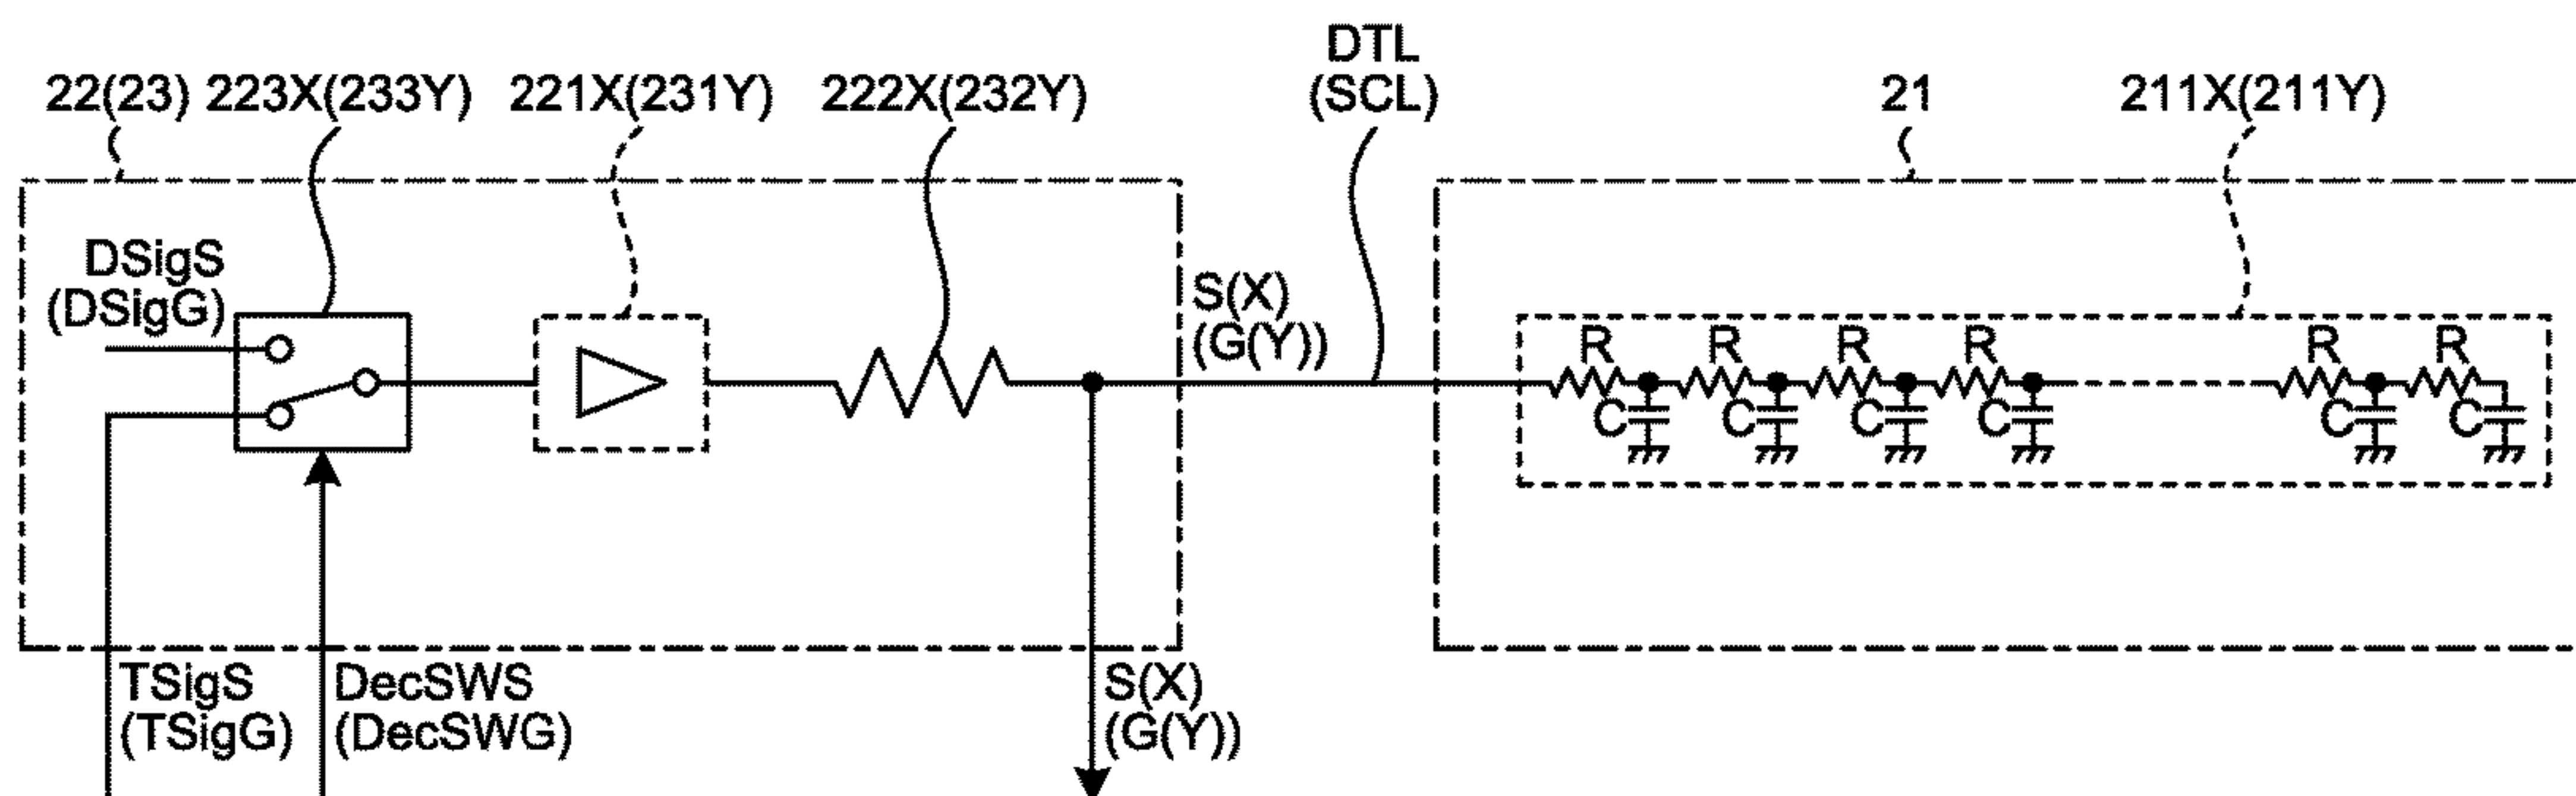 DTL
(SCL)
22(23)
223X(233Y)
221X(231Y)
222X(232Y)
21
211X(211Y)
DSigS
(DSigG)
S(X)
(G(Y))
R
R
R
R
R
R
C
C
C
C
C
C
TSigS
(TSigG)
DecSWS
(DecSWG)
S(X)
(G(Y))